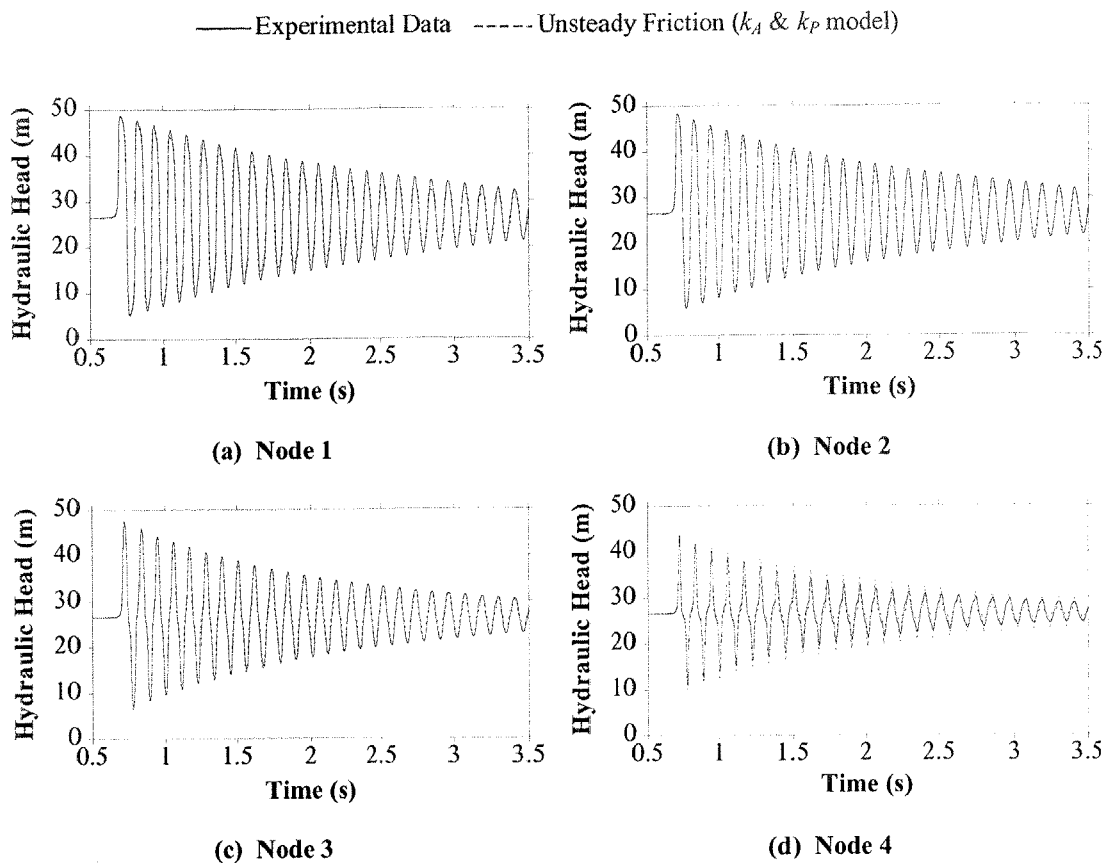 Experimental Data Unsteady Friction (kA & kP model)
Hydraulic Head (m)
50
40
30
20
10
0
0.5 1 1.5 2 2.5 3 3.5
Time (s)
(a) Node 1
Hydraulic Head (m)
50
40
30
20
10
0
0.5 1 1.5 2 2.5 3 3.5
Time (s)
(b) Node 2
Hydraulic Head (m)
50
40
30
20
10
0
0.5 1 1.5 2 2.5 3 3.5
Time (s)
(c) Node 3
Hydraulic Head (m)
50
40
30
20
10
0
0.5 1 1.5 2 2.5 3 3.5
Time (s)
(d) Node 4